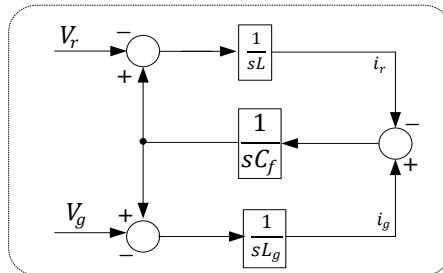 V_r
−
+
1/sL
i_r
1/sC_f
−
+
V_g
+
−
1/sL_g
i_g